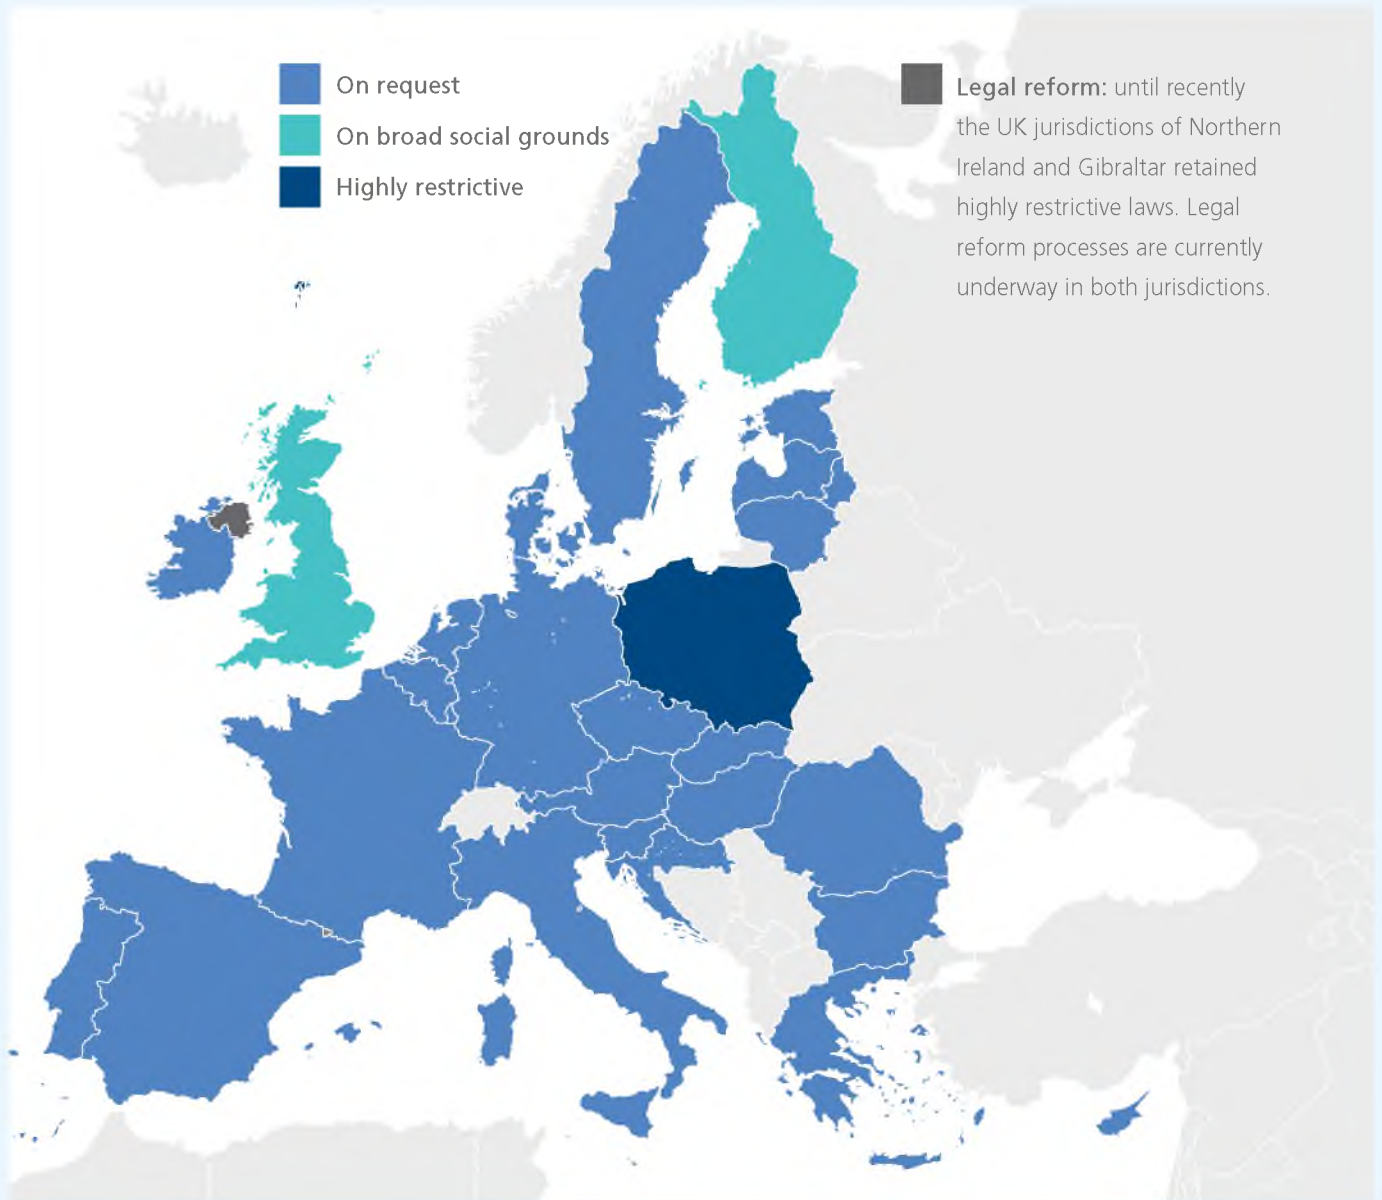 On request
On broad social grounds
Highly restrictive
Legal reform: until recently
the UK jurisdictions of Northern
Ireland and Gibraltar retained
highly restrictive laws. Legal
reform processes are currently
underway in both jurisdictions.